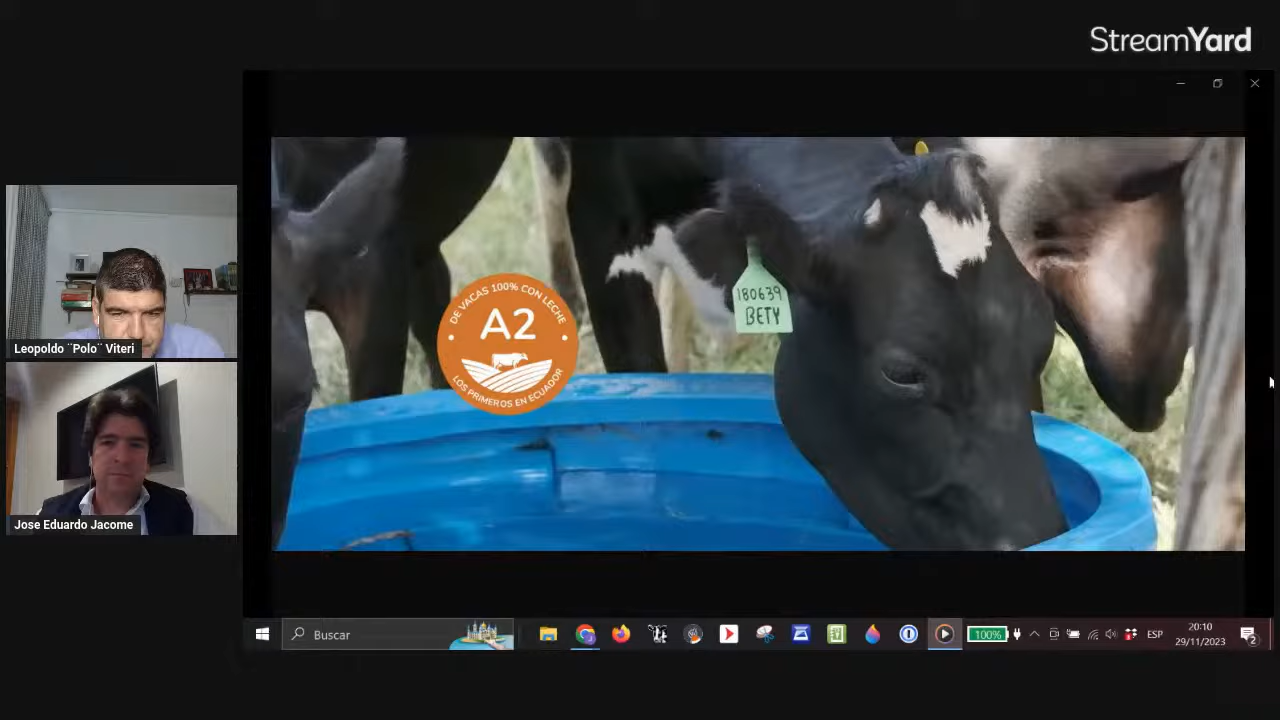 StreamYard
DE VACAS 100% CON LECHE
A2
LOS PRIMEROS EN ECUADOR
180639
BETY
Leopoldo ¨Polo¨ Viteri
Jose Eduardo Jacome
Buscar
100%
ESP
20:10
29/11/2023
2